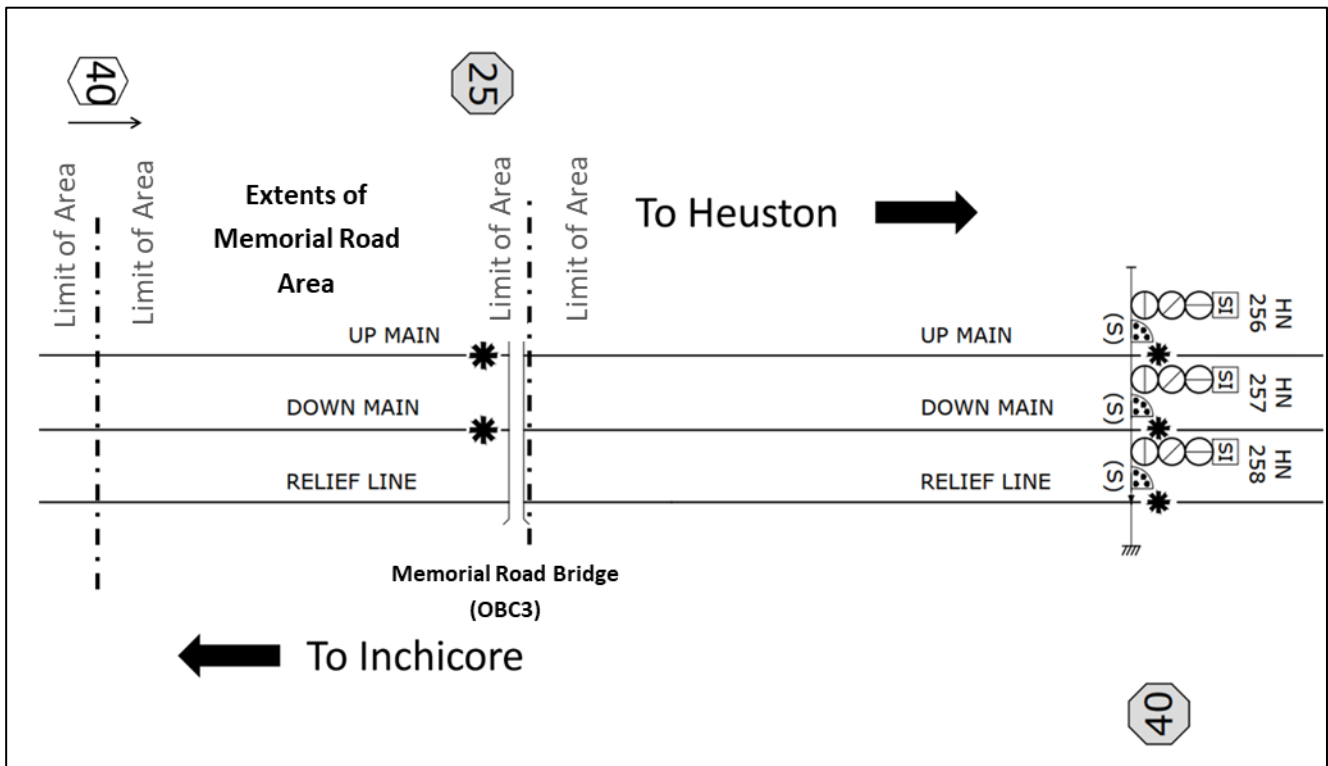 40
25
Limit of Area
Limit of Area
Extents of
Memorial Road
Area
Limit of Area
Limit of Area
To Heuston
UP MAIN
UP MAIN
(S)
SI
HN
256
DOWN MAIN
DOWN MAIN
(S)
SI
HN
257
RELIEF LINE
RELIEF LINE
(S)
SI
HN
258
Memorial Road Bridge
(OBC3)
To Inchicore
40